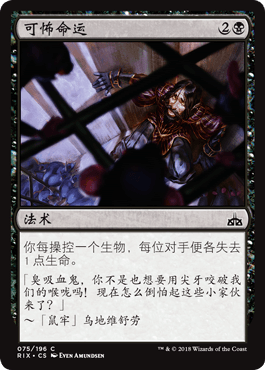 可怖命运 2
法术
你每操控一个生物，每位对手便各失去
1点生命。
「臭吸血鬼，你不是也想要用尖牙咬破我
们的喉咙吗！现在怎么倒怕起这些小家伙
来了？」
～「鼠牢」乌地维舒劳
075/196 C
RIX • CS EVEN AMUNDSEN
™ & © 2018 Wizards of the Coast